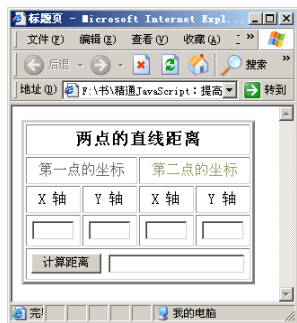 标题页 - Microsoft Internet Expl...
文件(F) 编辑(E) 查看(V) 收藏(A) »
后退 搜索 »
地址(D) F:\书\精通JavaScript:提高 转到
两点的直线距离
第一点的坐标 第二点的坐标
X 轴 Y 轴 X 轴 Y 轴
计算距离
我的电脑